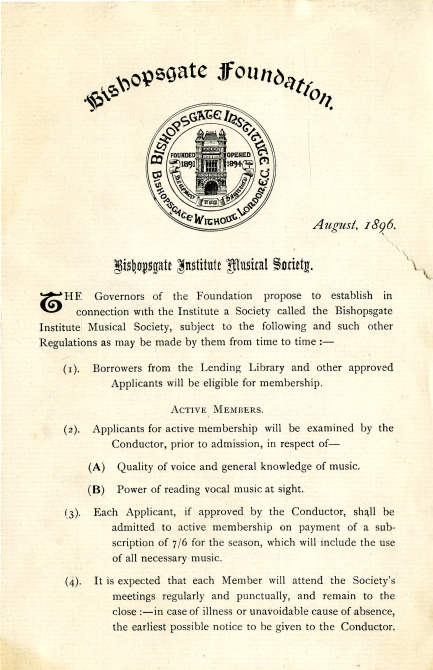 Bishopsgate Foundation.
BISHOPSGATE INSTITUTE
BISHOPSGATE WITHOUT, LONDON E.C.
FOUNDED 1891
OPENED 1894
August, 1896.
Bishopsgate Institute Musical Society.
THE Governors of the Foundation propose to establish in
connection with the Institute a Society called the Bishopsgate
Institute Musical Society, subject to the following and such other
Regulations as may be made by them from time to time :—
(1). Borrowers from the Lending Library and other approved
Applicants will be eligible for membership.
ACTIVE MEMBERS.
(2). Applicants for active membership will be examined by the
Conductor, prior to admission, in respect of—
(A) Quality of voice and general knowledge of music.
(B) Power of reading vocal music at sight.
(3). Each Applicant, if approved by the Conductor, shall be
admitted to active membership on payment of a sub-
scription of 7/6 for the season, which will include the use
of all necessary music.
(4). It is expected that each Member will attend the Society's
meetings regularly and punctually, and remain to the
close :—in case of illness or unavoidable cause of absence,
the earliest possible notice to be given to the Conductor.